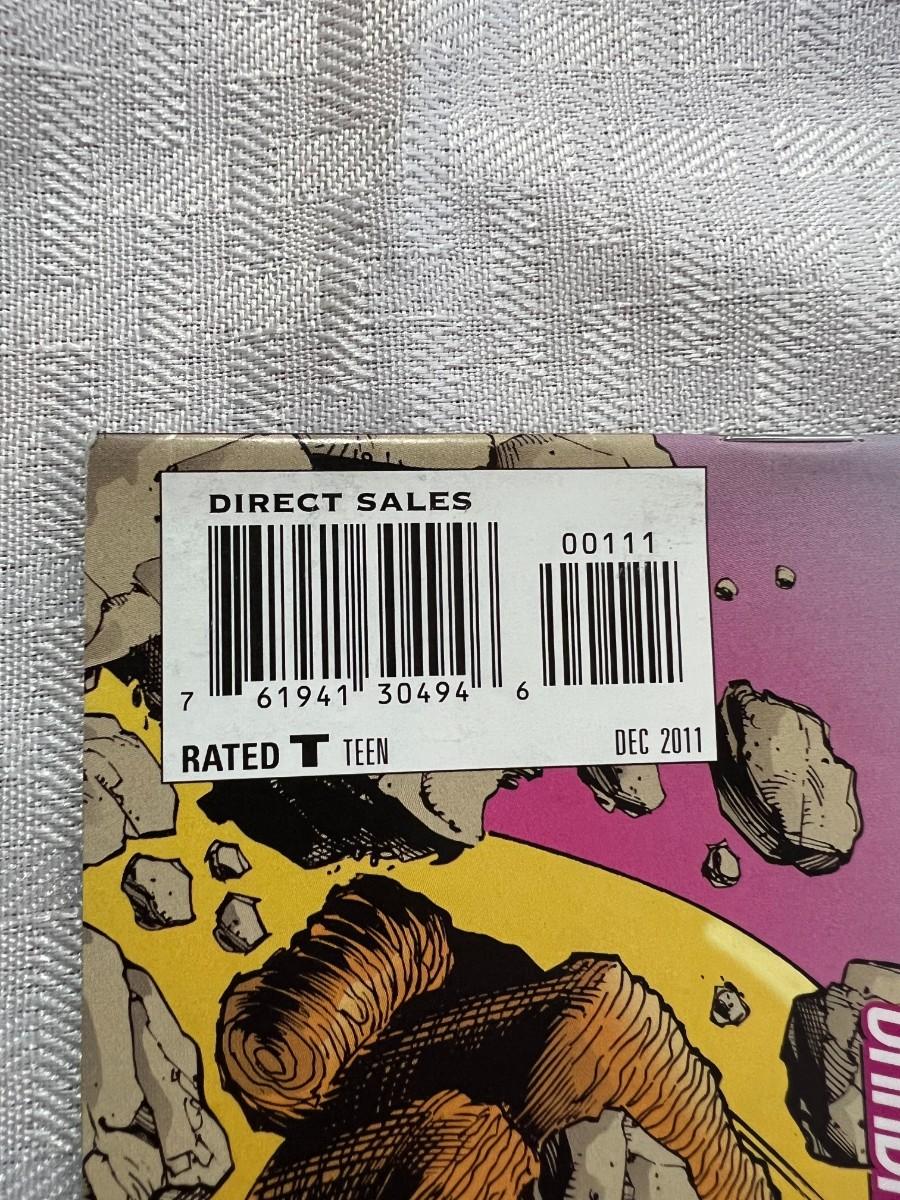 DIRECT SALES
00111
7 61941 30494 6
RATED T TEEN
DEC 2011